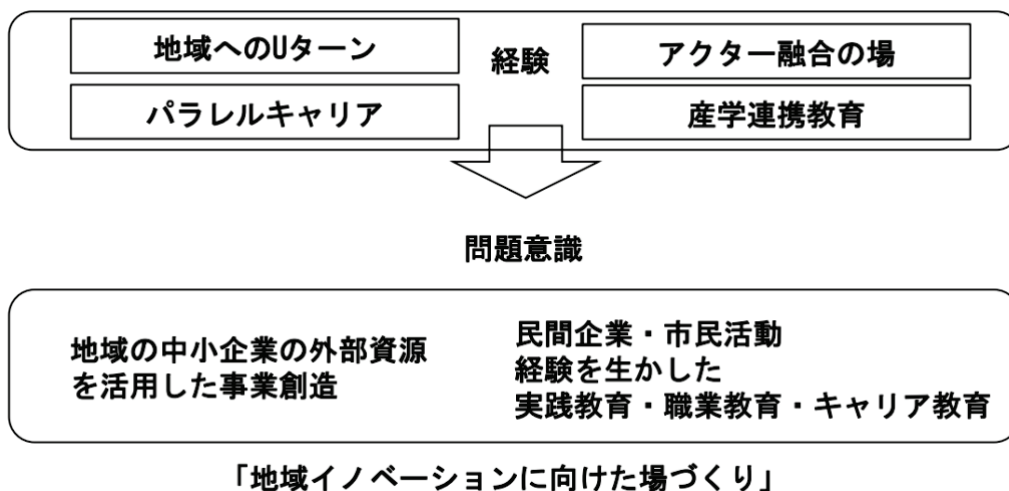 地域へのUターン
経験
アクター融合の場
パラレルキャリア
産学連携教育
問題意識
地域の中小企業の外部資源
を活用した事業創造
民間企業・市民活動
経験を生かした
実践教育・職業教育・キャリア教育
「地域イノベーションに向けた場づくり」